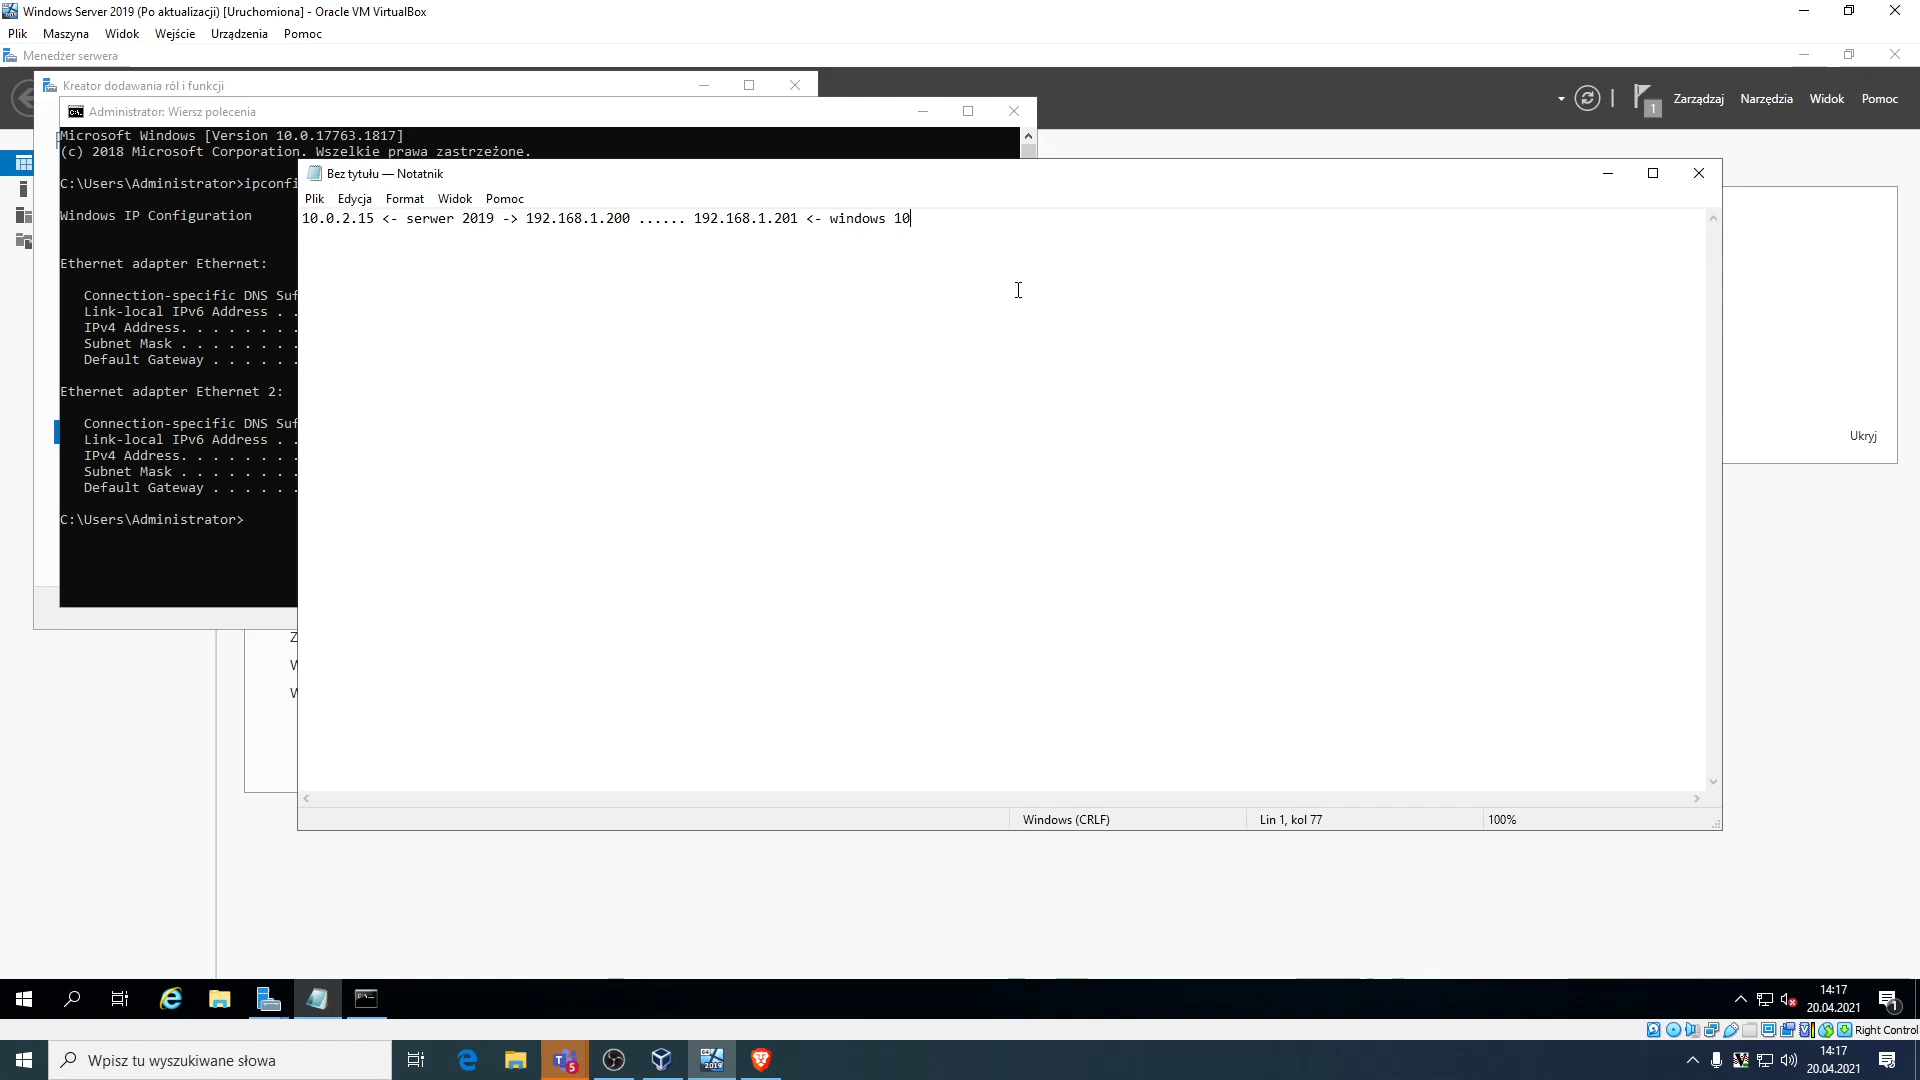 Windows Server 2019 (Po aktualizacji) [Uruchomiona] - Oracle VM VirtualBox
Plik Maszyna Widok Wejście Urządzenia Pomoc
Menedżer serwera
Kreator dodawania ról i funkcji
1 Zarządzaj Narzędzia Widok Pomoc
Administrator: Wiersz polecenia
Microsoft Windows [Version 10.0.17763.1817]
(c) 2018 Microsoft Corporation. Wszelkie prawa zastrzeżone.
C:\Users\Administrator>ipconfi
Windows IP Configuration
Ethernet adapter Ethernet:
Connection-specific DNS Suf
Link-local IPv6 Address . .
IPv4 Address. . . . . . . .
Subnet Mask . . . . . . . .
Default Gateway . . . . . .
Ethernet adapter Ethernet 2:
Connection-specific DNS Suf
Link-local IPv6 Address . .
IPv4 Address. . . . . . . .
Subnet Mask . . . . . . . .
Default Gateway . . . . . .
C:\Users\Administrator>
Bez tytułu — Notatnik
Plik Edycja Format Widok Pomoc
10.0.2.15 <- serwer 2019 -> 192.168.1.200 ...... 192.168.1.201 <- windows 10
Windows (CRLF) Lin 1, kol 77 100%
Ukryj
Z
W
W
14:17
20.04.2021
1
Right Control
Wpisz tu wyszukiwane słowa
5
2019
14:17
20.04.2021